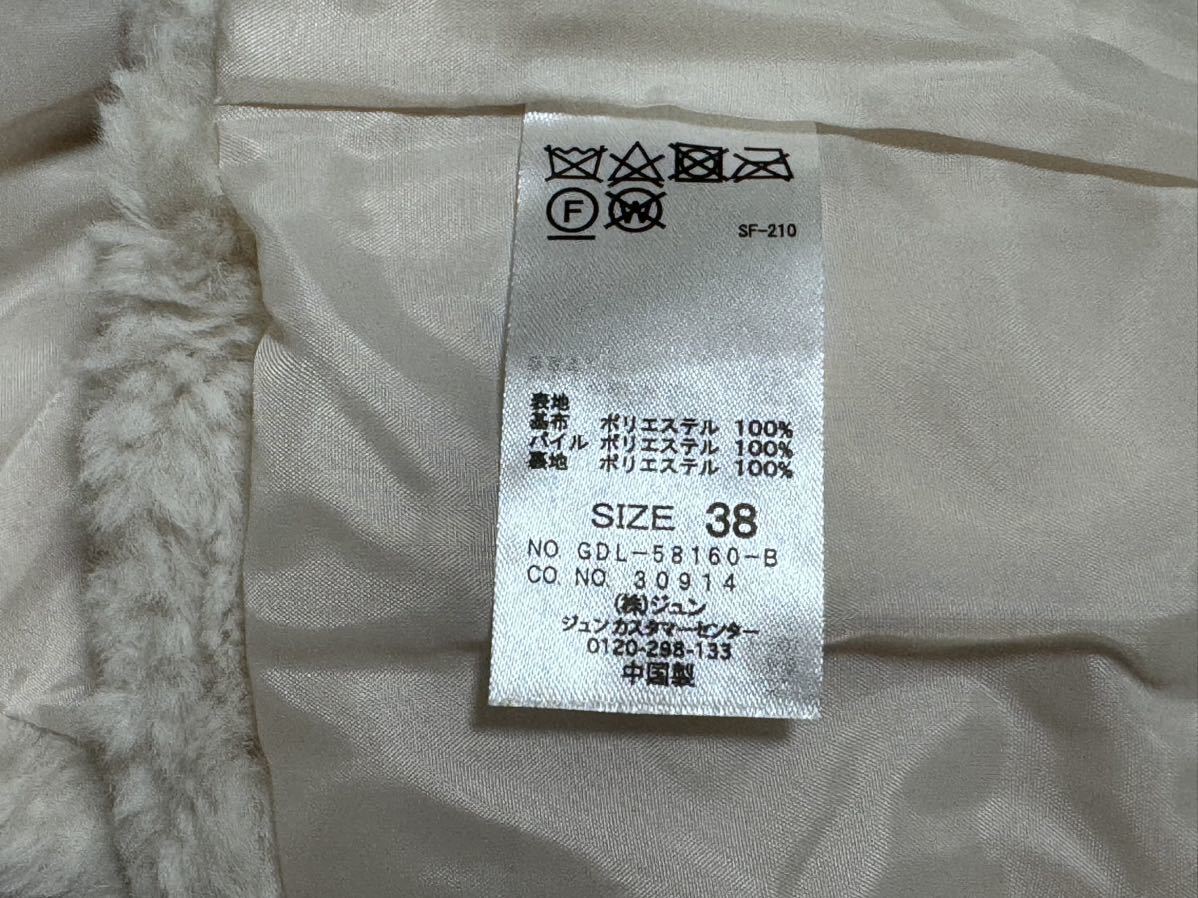 F W
SF-210
表地
基布 ポリエステル 100%
パイル ポリエステル 100%
裏地 ポリエステル 100%
SIZE 38
NO GDL-58160-B
CO. NO. 30914
(株)ジュン
ジュンカスタマーセンター
0120-298-133
中国製